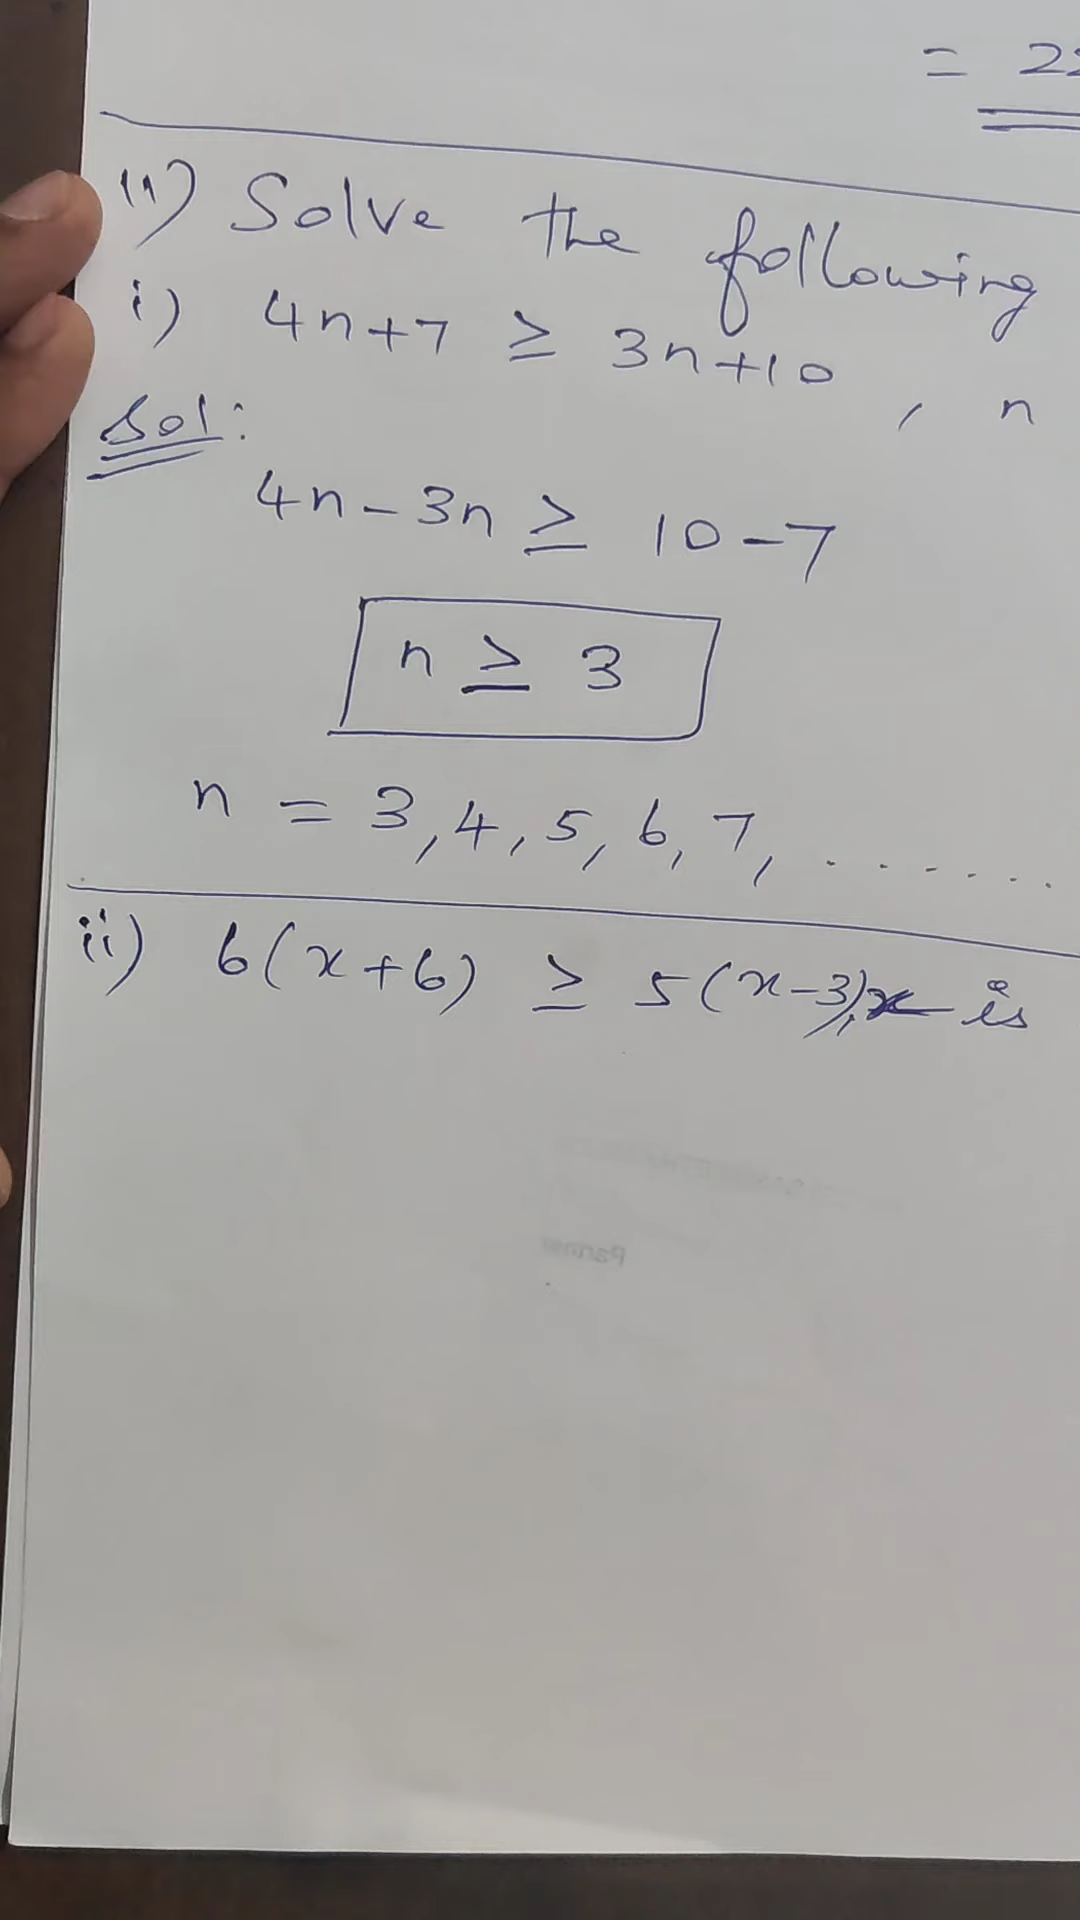 = 22
11) Solve the following
i) 4n+7 ≥ 3n+10 , n
Sol:
4n-3n ≥ 10-7
n ≥ 3
n = 3,4,5,6,7, .......
ii) 6(x+6) ≥ 5(x-3), x is